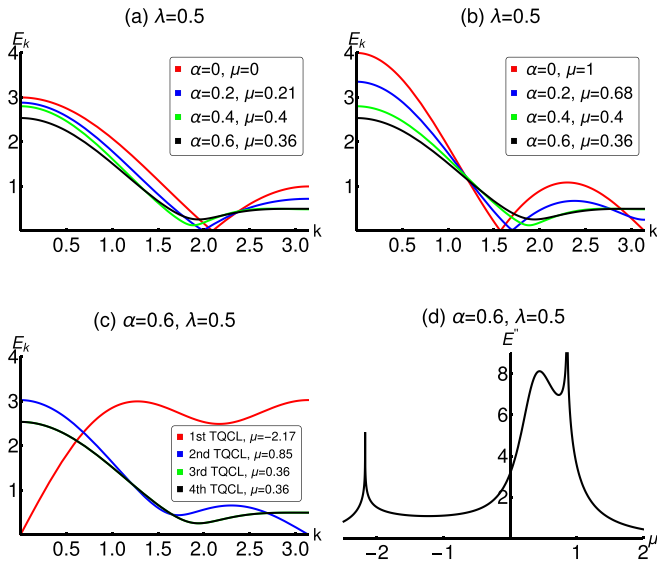 (a) λ=0.5
E_k
4
3
2
1
0.5 1.0 1.5 2.0 2.5 3.0 k
α=0, μ=0
α=0.2, μ=0.21
α=0.4, μ=0.4
α=0.6, μ=0.36
(b) λ=0.5
E_k
4
3
2
1
0.5 1.0 1.5 2.0 2.5 3.0 k
α=0, μ=1
α=0.2, μ=0.68
α=0.4, μ=0.4
α=0.6, μ=0.36
(c) α=0.6, λ=0.5
E_k
4
3
2
1
0.5 1.0 1.5 2.0 2.5 3.0 k
1st TQCL, μ=−2.17
2nd TQCL, μ=0.85
3rd TQCL, μ=0.36
4th TQCL, μ=0.36
(d) α=0.6, λ=0.5
E''
8
6
4
2
−2 −1 0 1 2 μ